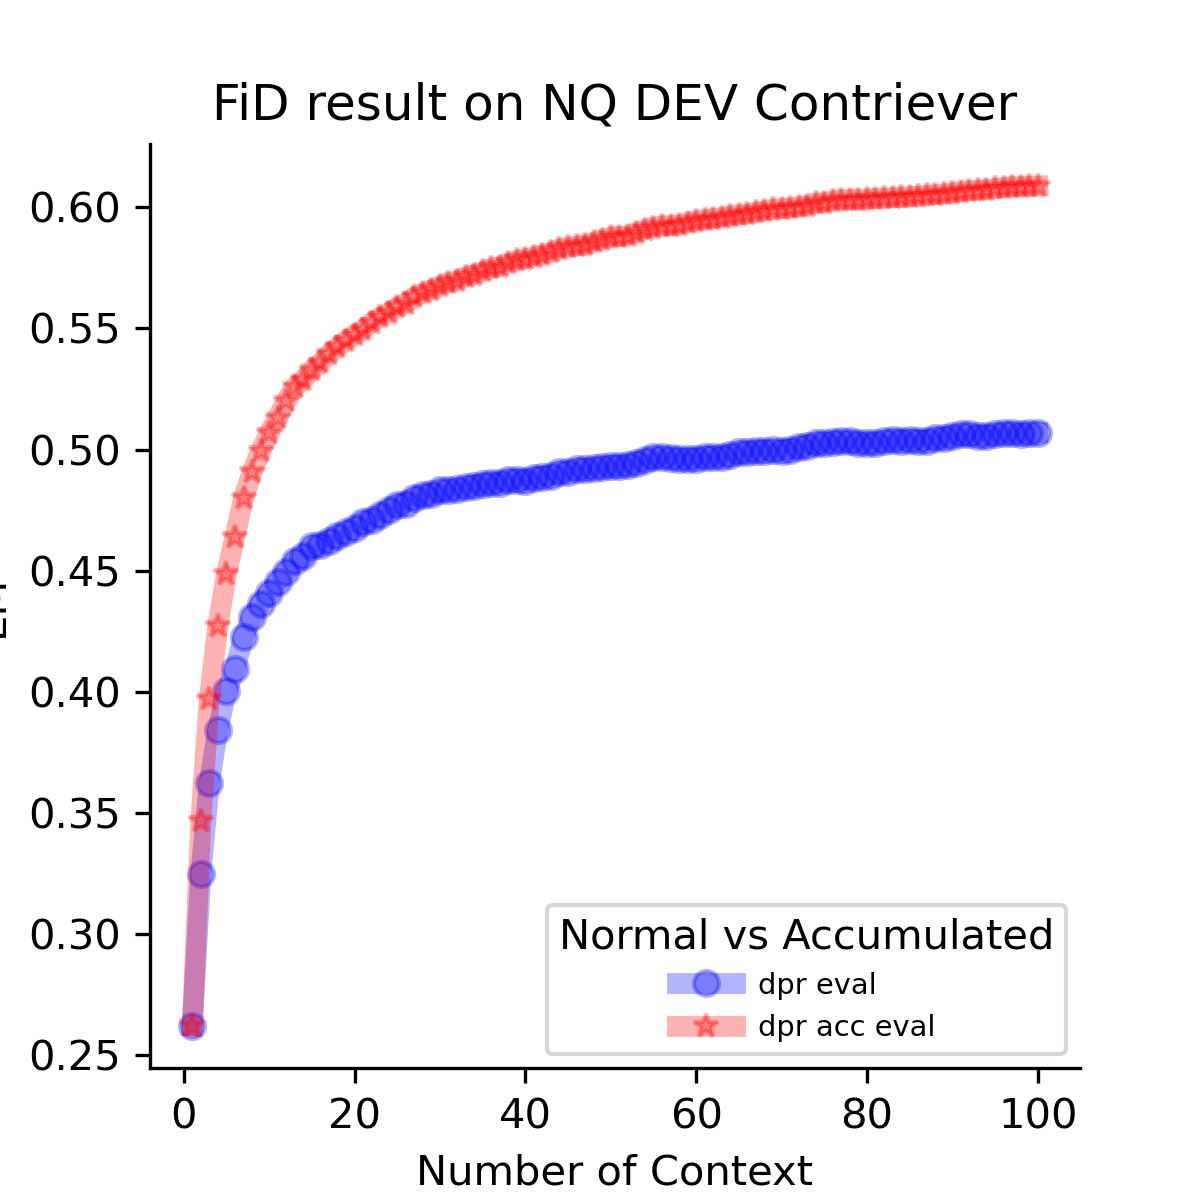 FiD result on NQ DEV Contriever
0.60
0.55
0.50
0.45
0.40
0.35
0.30
0.25
0
20
40
60
80
100
Number of Context
Normal vs Accumulated
dpr eval
dpr acc eval